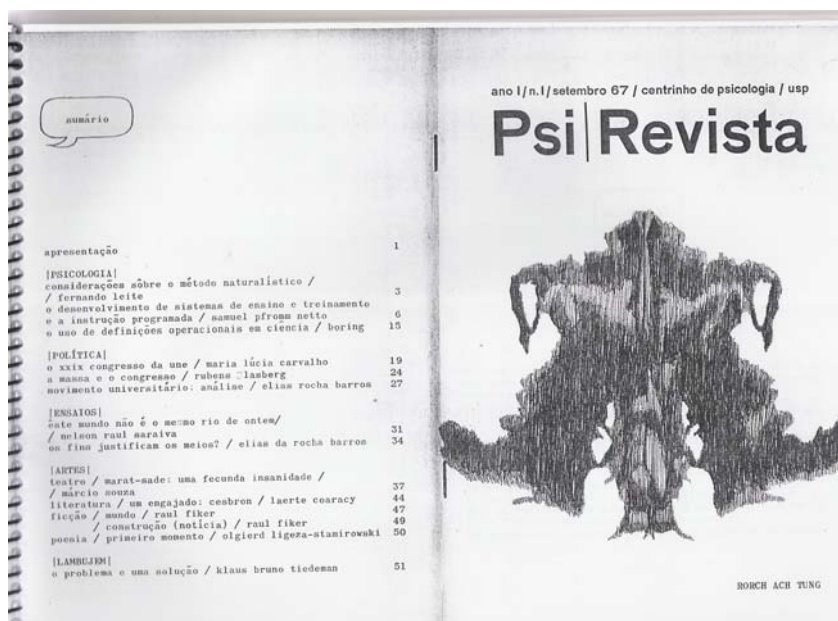 sumário
apresentação 1
|PSICOLOGIA|
considerações sôbre o método naturalístico /
/ fernando leite 3
o desenvolvimento de sistemas de ensino e treinamento
e a instrução programada / samuel pfromm netto 6
o uso de definições operacionais em ciência / boring 15
|POLÍTICA|
o xxix congresso da une / maria lúcia carvalho 19
a massa e o congresso / rubens lasberg 24
movimento universitário: análise / elias rocha barros 27
|ENSAIOS|
êste mundo não é o mesmo rio de ontem/
/ nelson raul saraiva 31
os fins justificam os meios? / elias da rocha barros 34
|ARTES|
teatro / marat-sade: uma fecunda insanidade /
/ márcio souza 37
literatura / um engajado: cesbron / laerte coaracy 44
ficção / mundo / raul fiker 47
/ construção (notícia) / raul fiker 49
poesia / primeiro momento / olgierd ligeza-stamirowski 50
|LAMBUJEM|
o problema e uma solução / klaus bruno tiedeman 51
ano I/n.I/setembro 67 / centrinho de psicologia / usp
Psi|Revista
RORCH ACH TUNG